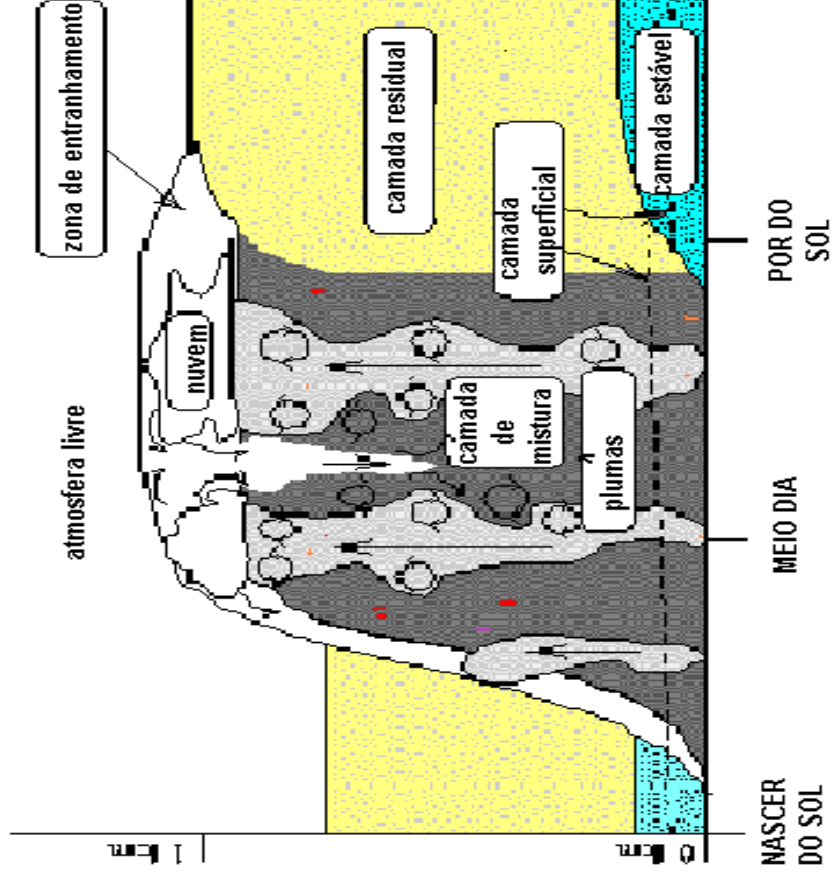 zona de entranhamento
atmosfera livre
nuvem
camada residual
camada
superficial
camada estável
camada
de
mistura
plumas
1 km
0 km
NASCER
DO SOL
MEIO DIA
POR DO
SOL